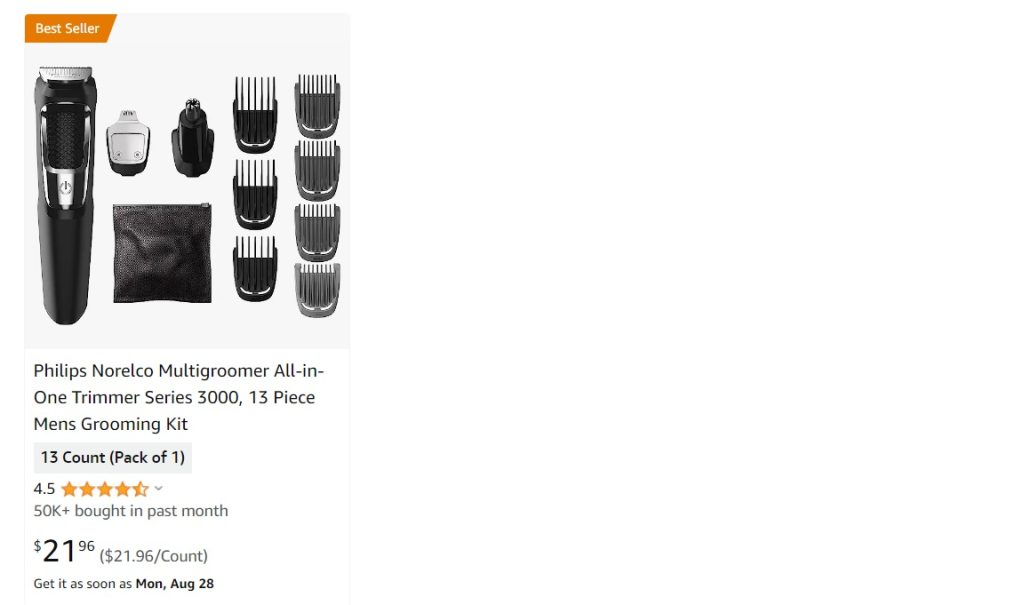 Best Seller
Philips Norelco Multigroomer All-in-
One Trimmer Series 3000, 13 Piece
Mens Grooming Kit
13 Count (Pack of 1)
4.5
50K+ bought in past month
$21.96 ($21.96/Count)
Get it as soon as Mon, Aug 28